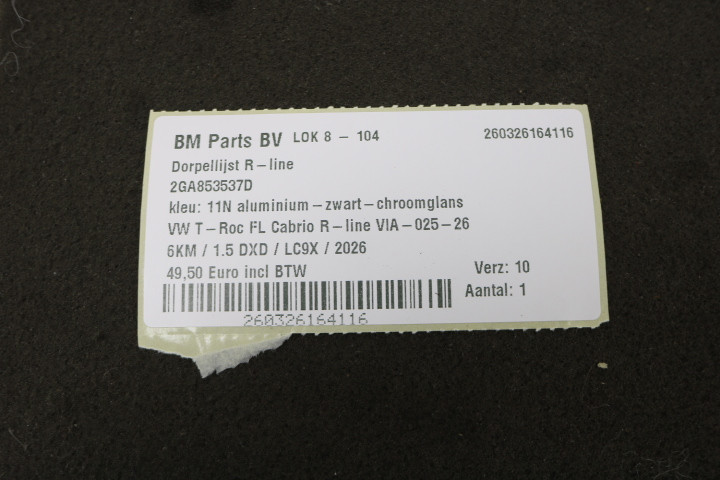 BM Parts BV LOK 8 - 104 260326164116
Dorpellijst R-line
2GA853537D
kleu: 11N aluminium-zwart-chroomglans
VW T-Roc FL Cabrio R-line VIA-025-26
6KM / 1.5 DXD / LC9X / 2026
49,50 Euro incl BTW Verz: 10
Aantal: 1
260326164116